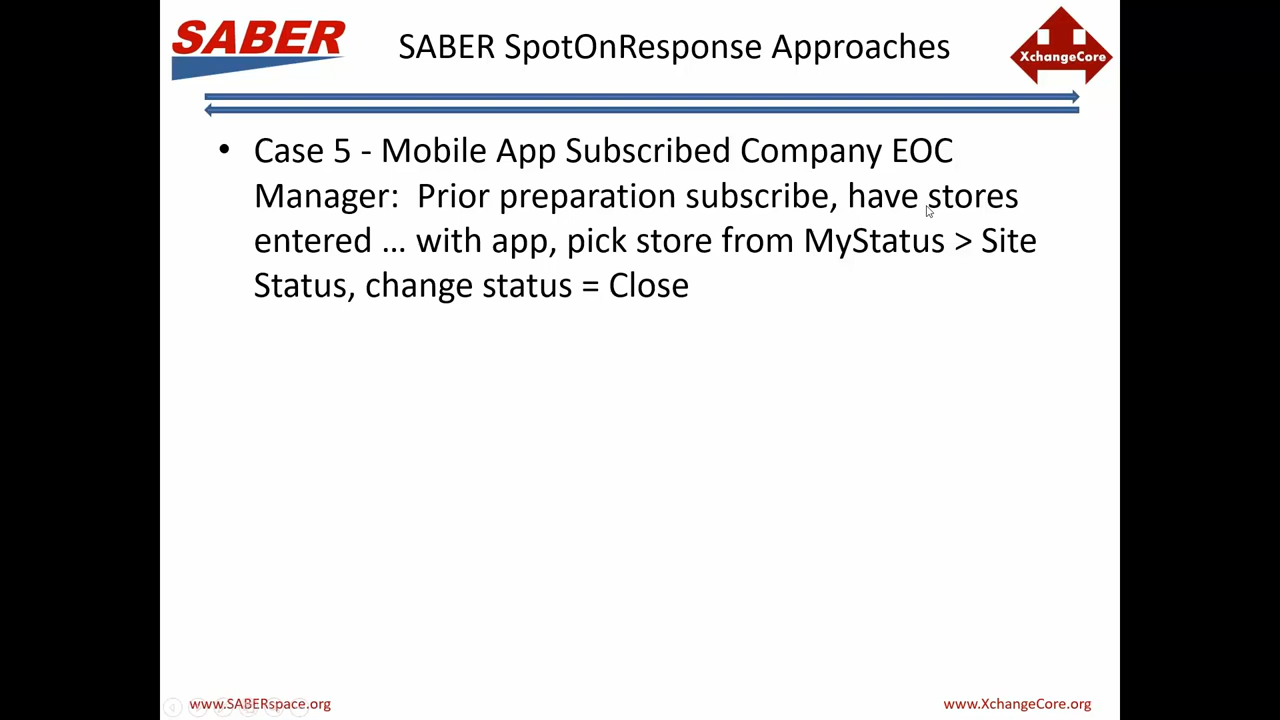 SABER
SABER SpotOnResponse Approaches
XchangeCore
• Case 5 - Mobile App Subscribed Company EOC
Manager:  Prior preparation subscribe, have stores
entered … with app, pick store from MyStatus > Site
Status, change status = Close
www.SABERspace.org
www.XchangeCore.org